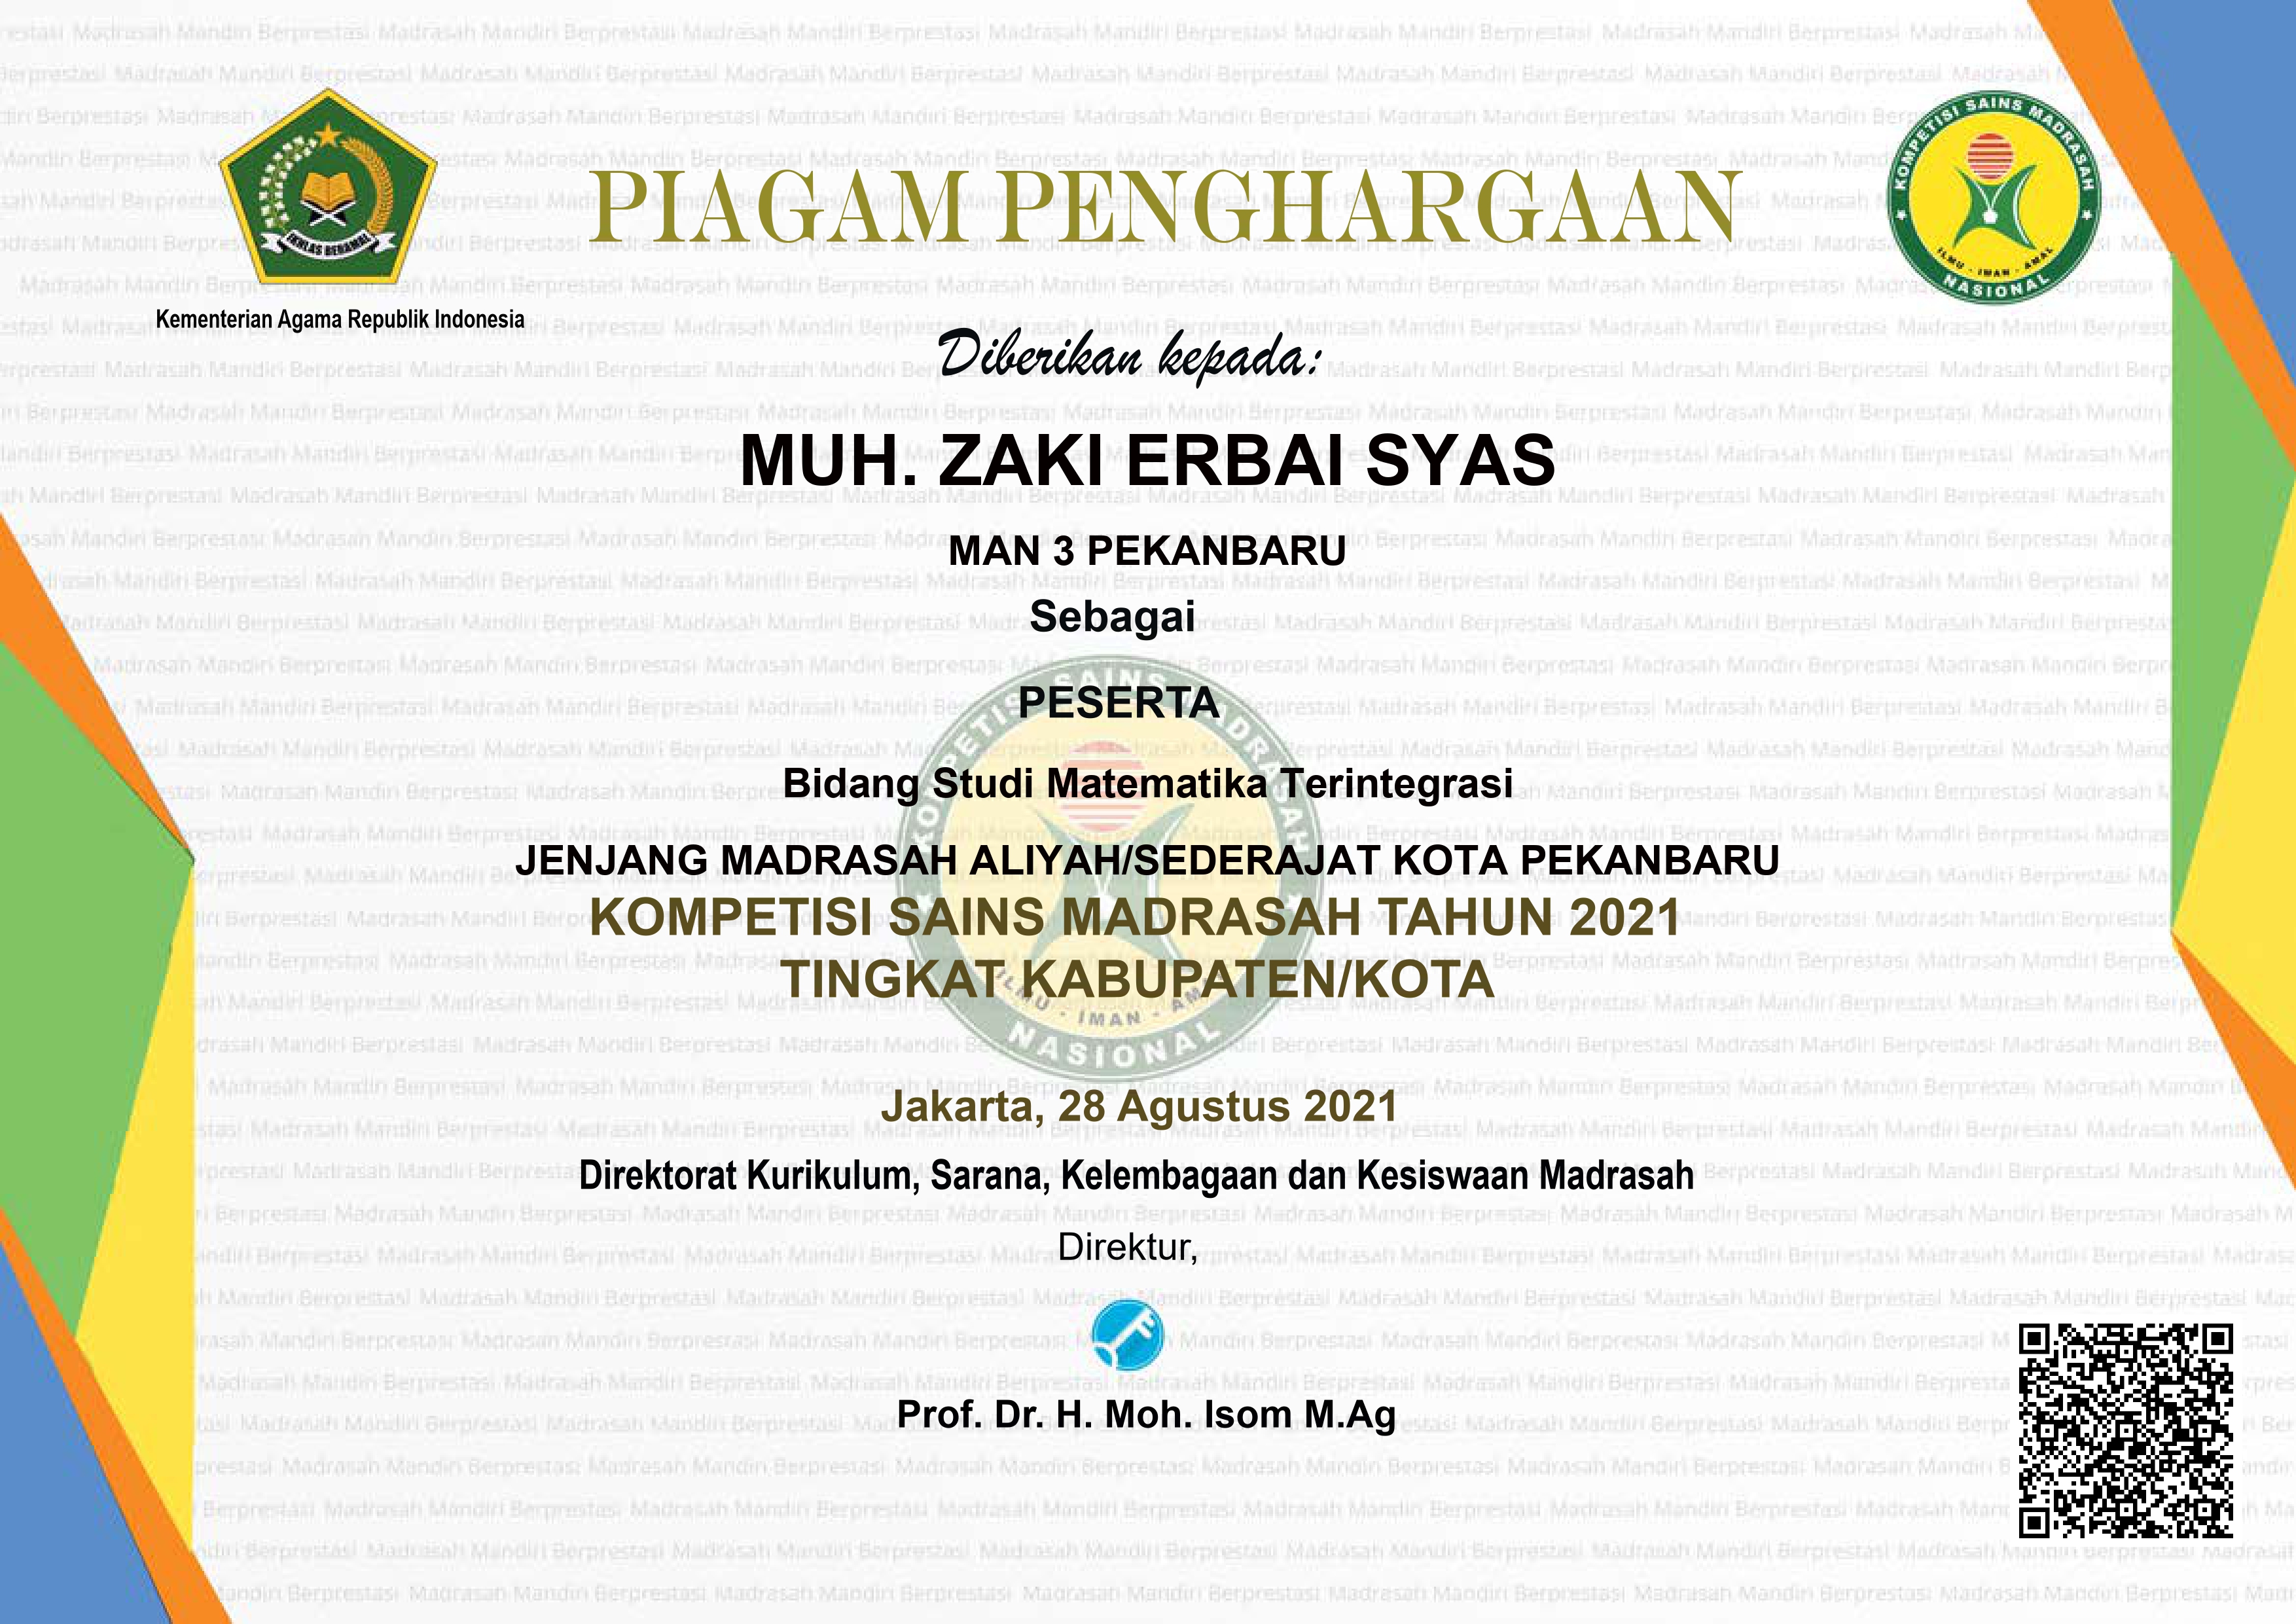 PIAGAM PENGHARGAAN
IKHLAS BERAMAL
Kementerian Agama Republik Indonesia
KOMPETISI SAINS MADRASAH
ILMU - IMAN - AMAL
NASIONAL
Diberikan kepada:
MUH. ZAKI ERBAI SYAS
MAN 3 PEKANBARU
Sebagai
PESERTA
Bidang Studi Matematika Terintegrasi
JENJANG MADRASAH ALIYAH/SEDERAJAT KOTA PEKANBARU
KOMPETISI SAINS MADRASAH TAHUN 2021
TINGKAT KABUPATEN/KOTA
Jakarta, 28 Agustus 2021
Direktorat Kurikulum, Sarana, Kelembagaan dan Kesiswaan Madrasah
Direktur,
Prof. Dr. H. Moh. Isom M.Ag